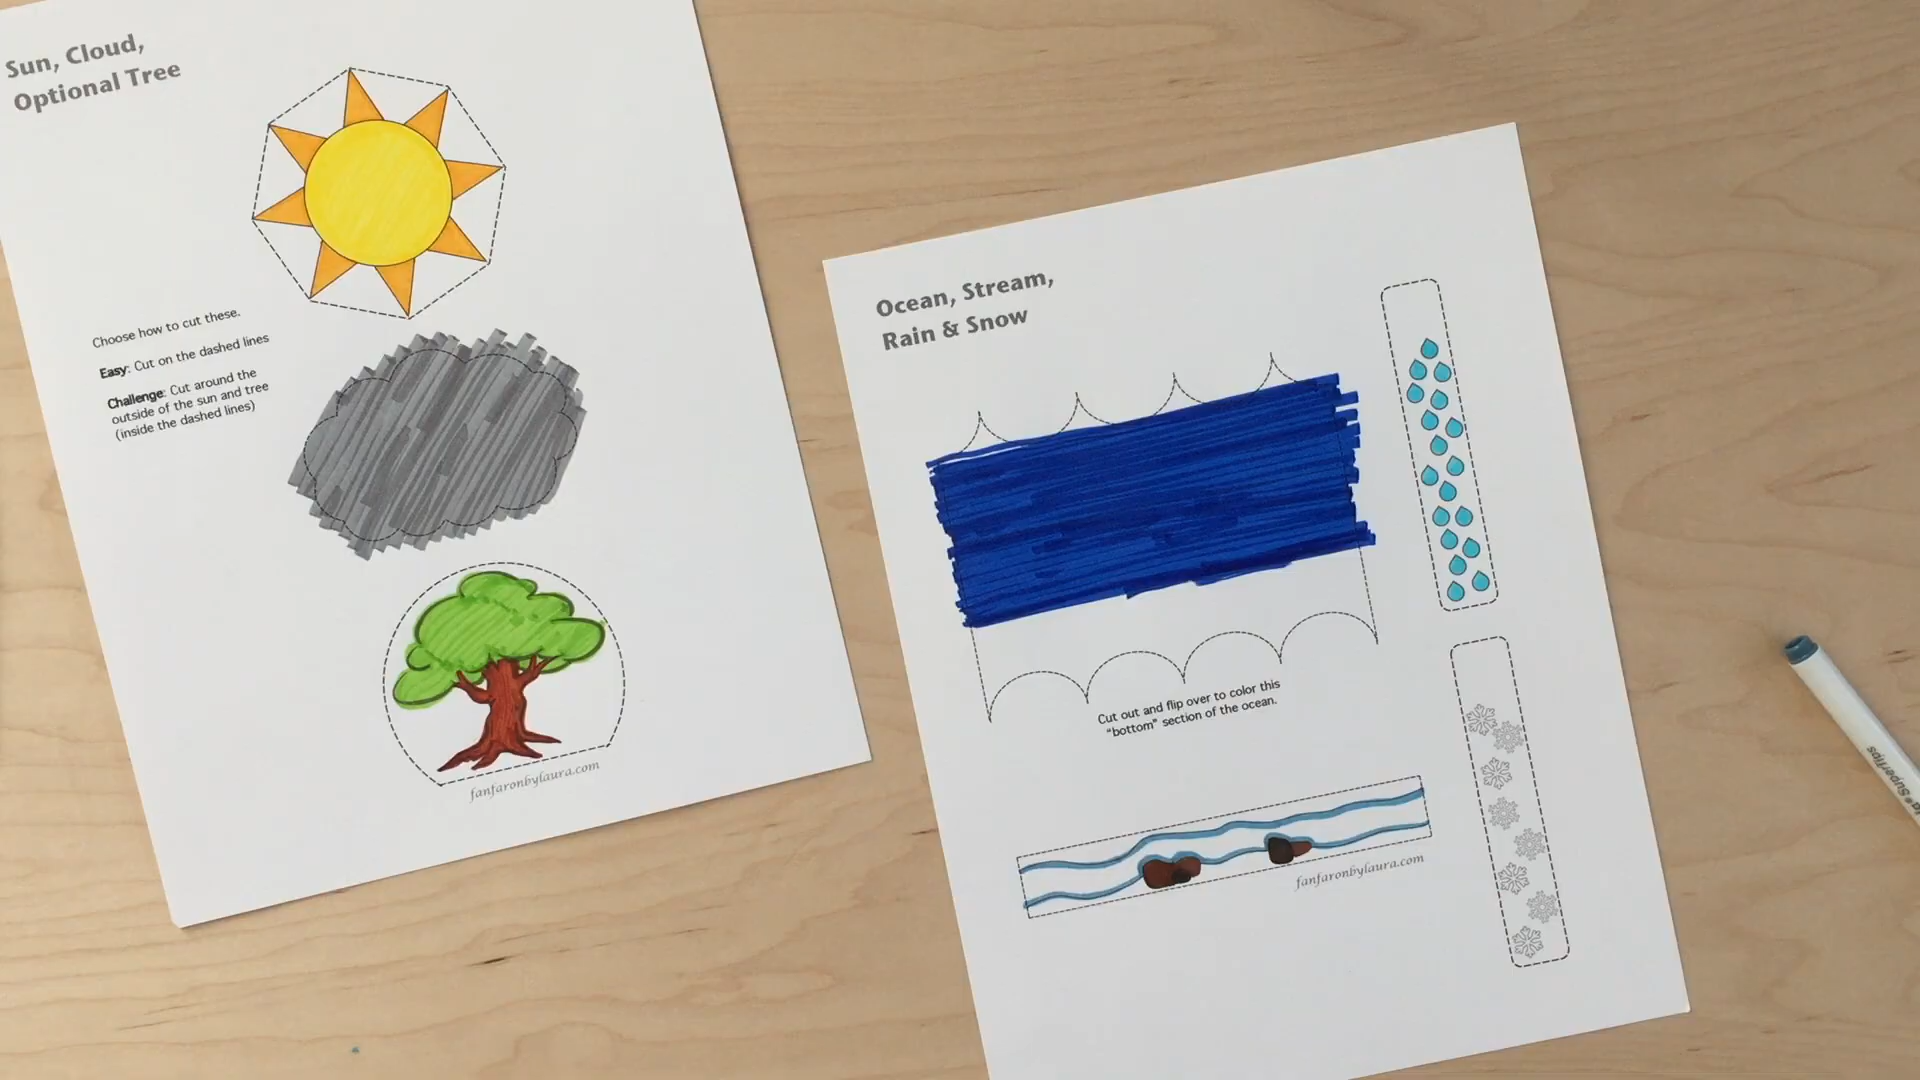 Sun, Cloud,
Optional Tree
Choose how to cut these.
Easy: Cut on the dashed lines
Challenge: Cut around the
outside of the sun and tree
(inside the dashed lines)
fanfaronbylaura.com
Ocean, Stream,
Rain & Snow
Cut out and flip over to color this
"bottom" section of the ocean.
fanfaronbylaura.com
SuperTips